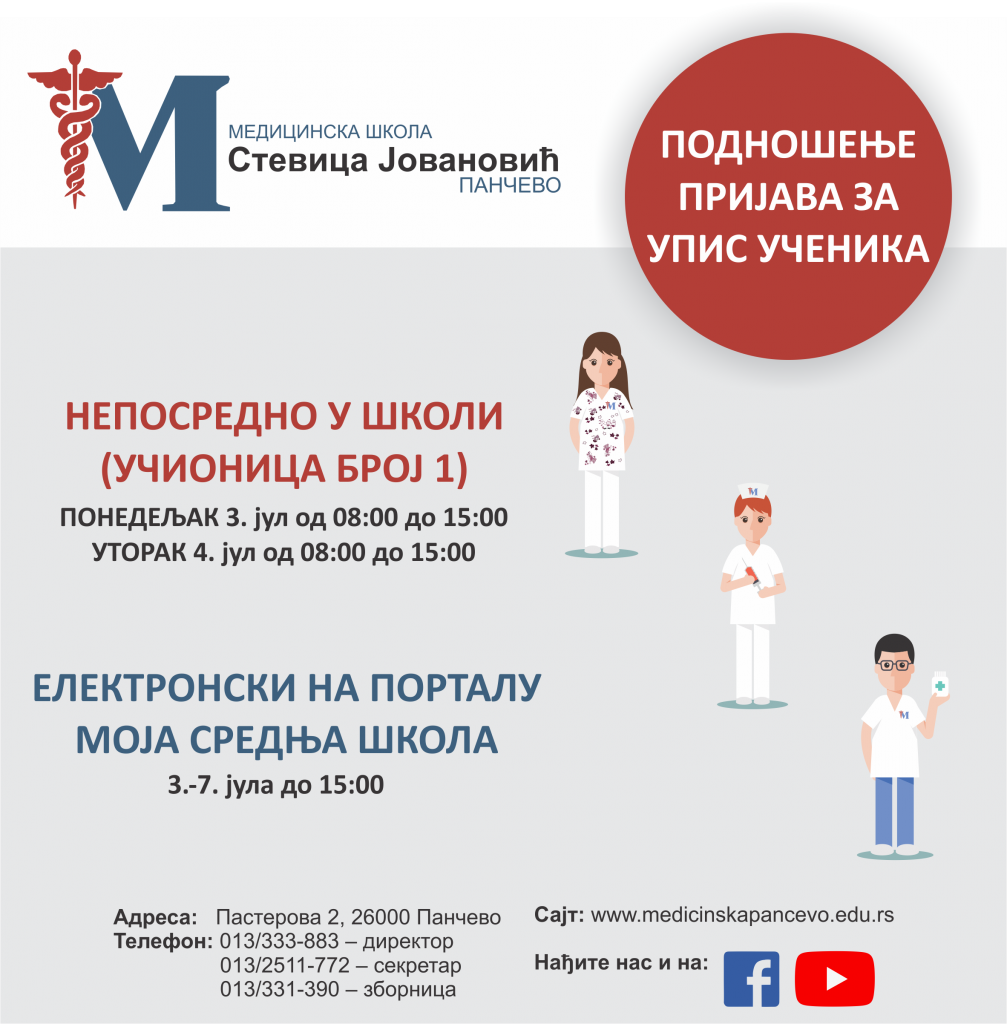 М
МЕДИЦИНСКА ШКОЛА
Стевица Јовановић
ПАНЧЕВО
ПОДНОШЕЊЕ
ПРИЈАВА ЗА
УПИС УЧЕНИКА
НЕПОСРЕДНО У ШКОЛИ
(УЧИОНИЦА БРОЈ 1)
ПОНЕДЕЉАК 3. јул од 08:00 до 15:00
УТОРАК 4. јул од 08:00 до 15:00
М
М
ЕЛЕКТРОНСКИ НА ПОРТАЛУ
МОЈА СРЕДЊА ШКОЛА
3.-7. јула до 15:00
М
Адреса: Пастерова 2, 26000 Панчево
Телефон: 013/333-883 – директор
013/2511-772 – секретар
013/331-390 – зборница
Сајт: www.medicinskapancevo.edu.rs
Нађите нас и на:
f